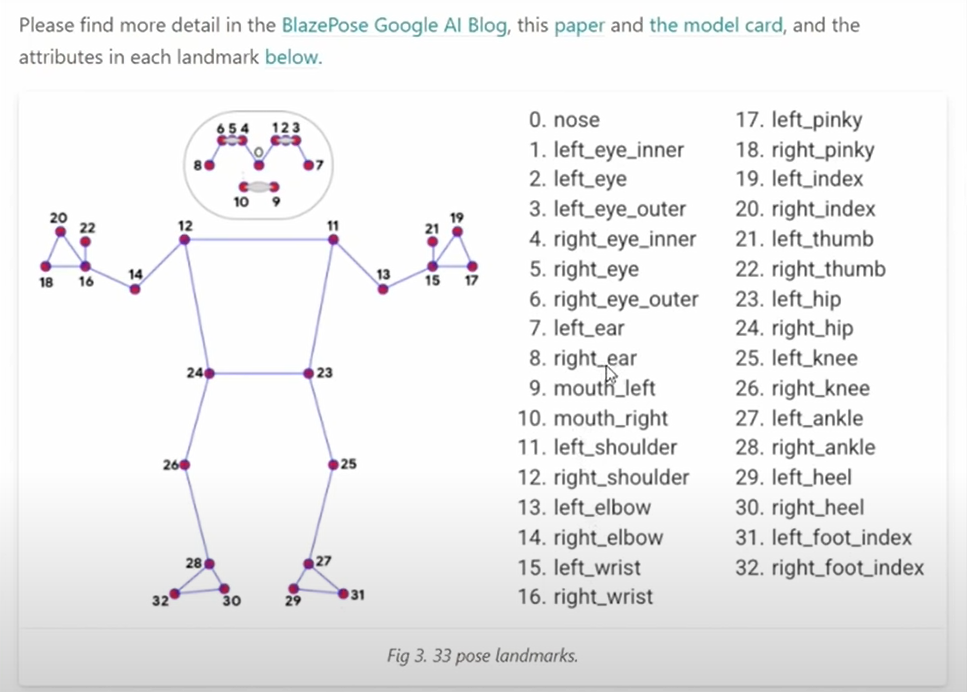 Please find more detail in the BlazePose Google AI Blog, this paper and the model card, and the
attributes in each landmark below.
6 5 4 1 2 3
0
8 7
10 9
20 22 12 11 21 19
18 16 14 13 15 17
24 23
26 25
28 27
32 30 29 31
0. nose
1. left_eye_inner
2. left_eye
3. left_eye_outer
4. right_eye_inner
5. right_eye
6. right_eye_outer
7. left_ear
8. right_ear
9. mouth_left
10. mouth_right
11. left_shoulder
12. right_shoulder
13. left_elbow
14. right_elbow
15. left_wrist
16. right_wrist
17. left_pinky
18. right_pinky
19. left_index
20. right_index
21. left_thumb
22. right_thumb
23. left_hip
24. right_hip
25. left_knee
26. right_knee
27. left_ankle
28. right_ankle
29. left_heel
30. right_heel
31. left_foot_index
32. right_foot_index
Fig 3. 33 pose landmarks.